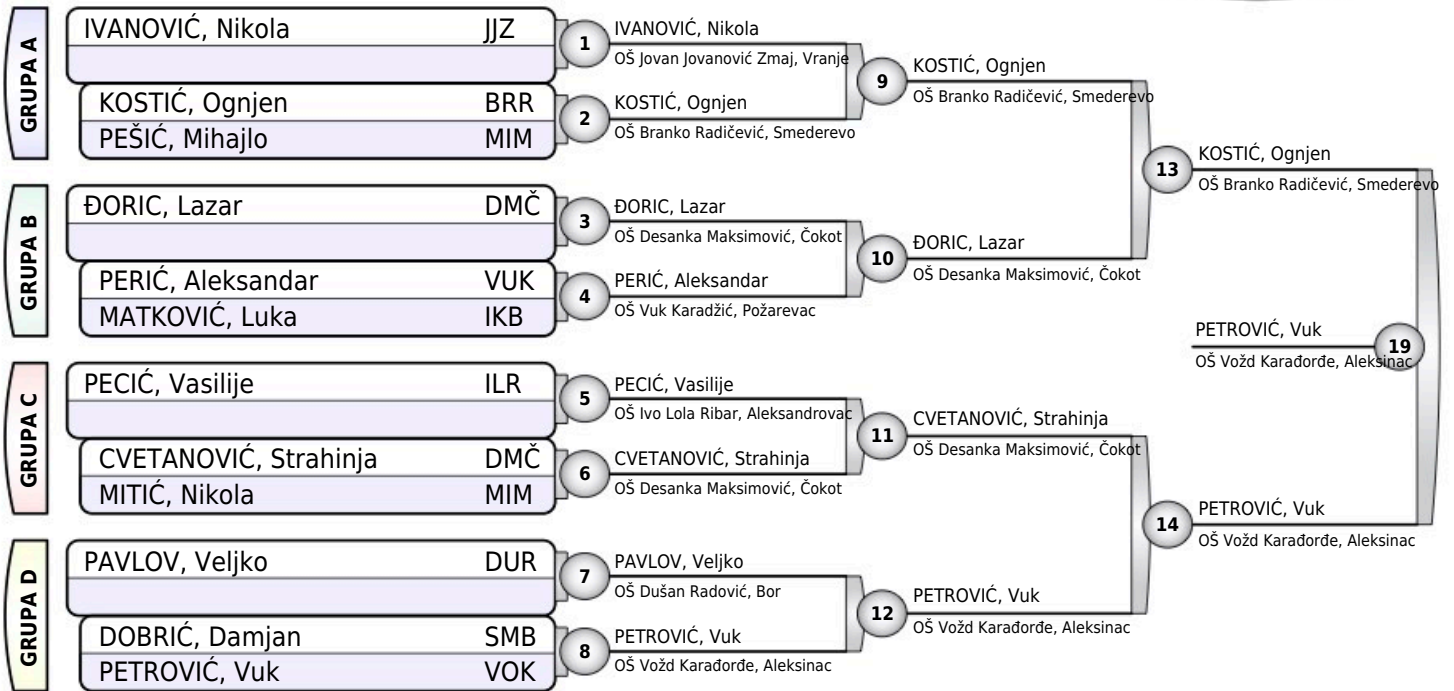 GRUPA A
IVANOVIĆ, Nikola JJZ
KOSTIĆ, Ognjen BRR
PEŠIĆ, Mihajlo MIM
GRUPA B
ĐORIC, Lazar DMČ
PERIĆ, Aleksandar VUK
MATKOVIĆ, Luka IKB
GRUPA C
PECIĆ, Vasilije ILR
CVETANOVIĆ, Strahinja DMČ
MITIĆ, Nikola MIM
GRUPA D
PAVLOV, Veljko DUR
DOBRIĆ, Damjan SMB
PETROVIĆ, Vuk VOK
1
IVANOVIĆ, Nikola
OŠ Jovan Jovanović Zmaj, Vranje
2
KOSTIĆ, Ognjen
OŠ Branko Radičević, Smederevo
3
ĐORIC, Lazar
OŠ Desanka Maksimović, Čokot
4
PERIĆ, Aleksandar
OŠ Vuk Karadžić, Požarevac
5
PECIĆ, Vasilije
OŠ Ivo Lola Ribar, Aleksandrovac
6
CVETANOVIĆ, Strahinja
OŠ Desanka Maksimović, Čokot
7
PAVLOV, Veljko
OŠ Dušan Radović, Bor
8
PETROVIĆ, Vuk
OŠ Vožd Karađorđe, Aleksinac
9
KOSTIĆ, Ognjen
OŠ Branko Radičević, Smederevo
10
ĐORIC, Lazar
OŠ Desanka Maksimović, Čokot
11
CVETANOVIĆ, Strahinja
OŠ Desanka Maksimović, Čokot
12
PETROVIĆ, Vuk
OŠ Vožd Karađorđe, Aleksinac
13
KOSTIĆ, Ognjen
OŠ Branko Radičević, Smederevo
14
PETROVIĆ, Vuk
OŠ Vožd Karađorđe, Aleksinac
PETROVIĆ, Vuk
19
OŠ Vožd Karađorđe, Aleksinac